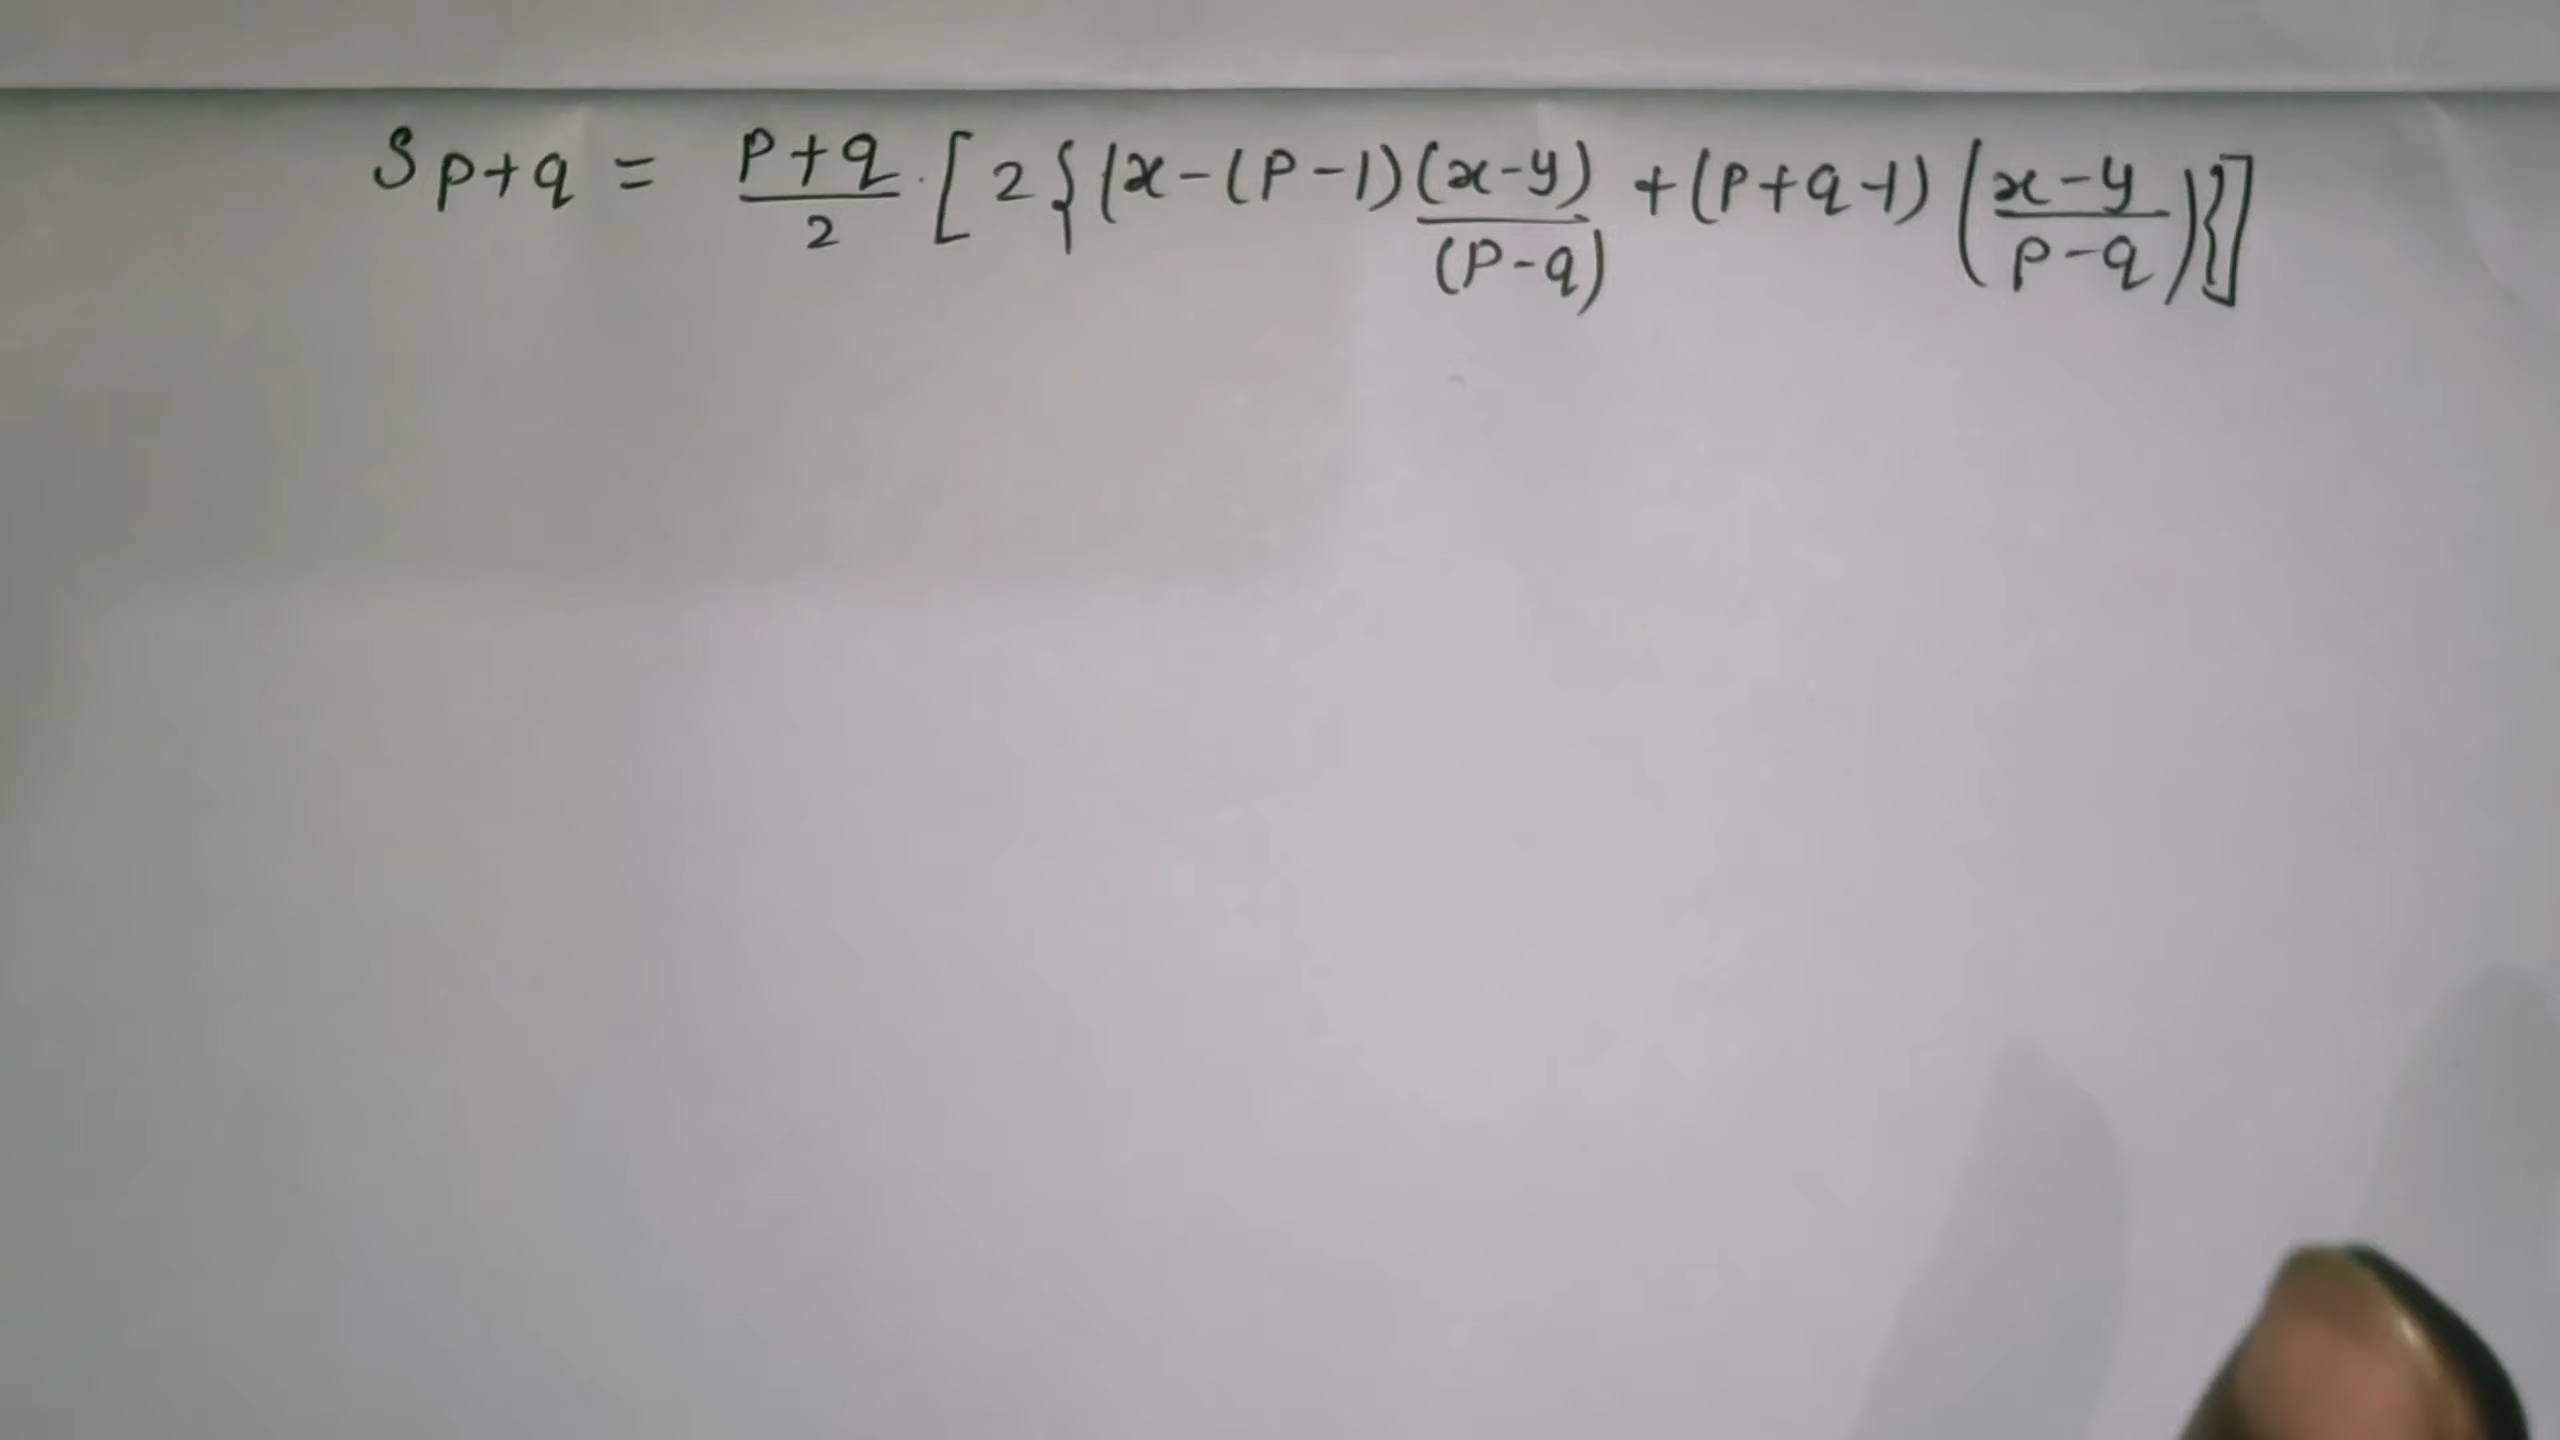 Sp+q = p+q/2 . [2{(x-(p-1)(x-y)/(p-q) + (p+q-1)(x-y/p-q)}]